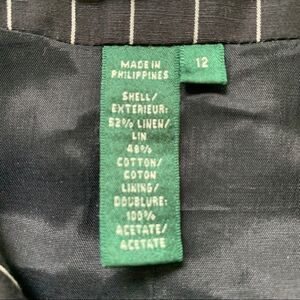 MADE IN
PHILIPPINES
12
SHELL/
EXTERIEUR:
52% LINEN/
LIN
48%
COTTON/
COTON
LINING/
DOUBLURE:
100%
ACETATE/
ACETATE